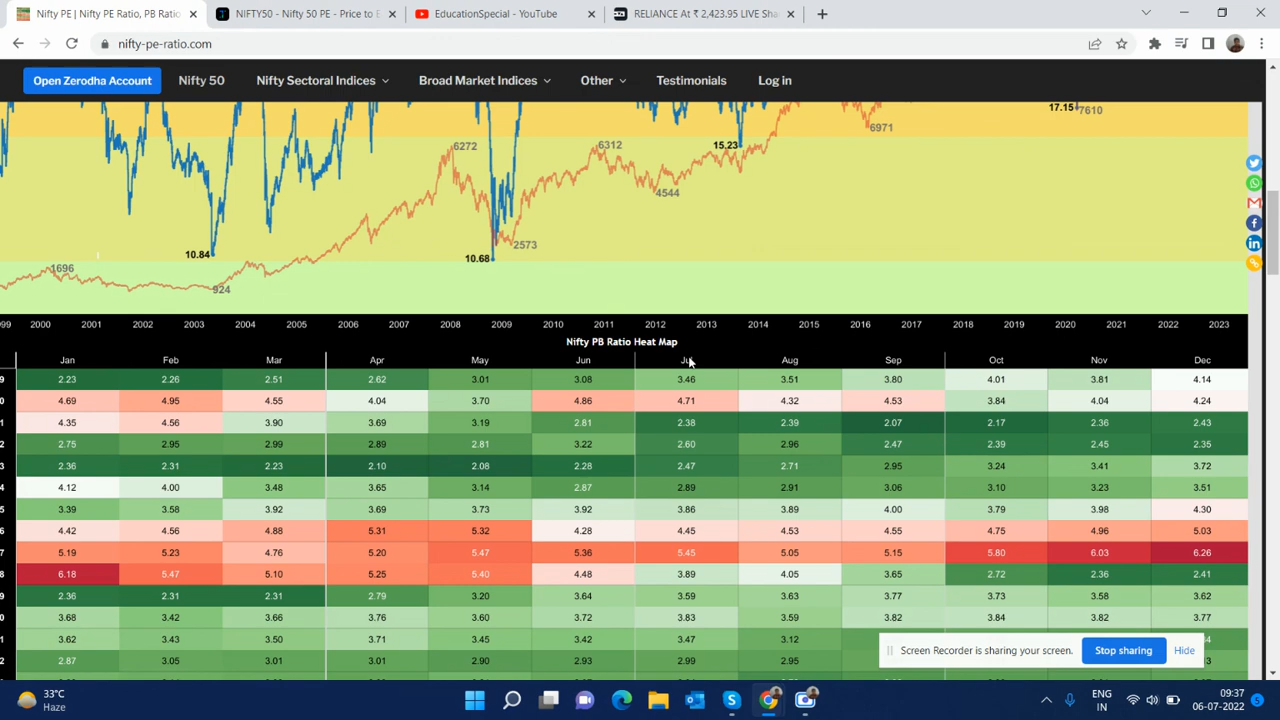 Nifty PE | Nifty PE Ratio, PB Ratio
NIFTY50 - Nifty 50 PE - Price to E
EducationSpecial - YouTube
RELIANCE At ₹ 2,423.95 LIVE Sha
nifty-pe-ratio.com
Open Zerodha Account Nifty 50 Nifty Sectoral Indices Broad Market Indices Other Testimonials Log in
17.15 7610
6971
6272 6312 15.23
4544
10.84 10.68 2573
1696 924
99 2000 2001 2002 2003 2004 2005 2006 2007 2008 2009 2010 2011 2012 2013 2014 2015 2016 2017 2018 2019 2020 2021 2022 2023
Nifty PB Ratio Heat Map
Jan Feb Mar Apr May Jun Jul Aug Sep Oct Nov Dec
9 2.23 2.26 2.51 2.62 3.01 3.08 3.46 3.51 3.80 4.01 3.81 4.14
0 4.69 4.95 4.55 4.04 3.70 4.86 4.71 4.32 4.53 3.84 4.04 4.24
1 4.35 4.56 3.90 3.69 3.19 2.81 2.38 2.39 2.07 2.17 2.36 2.43
2 2.75 2.95 2.99 2.89 2.81 3.22 2.60 2.96 2.47 2.39 2.45 2.35
3 2.36 2.31 2.23 2.10 2.08 2.28 2.47 2.71 2.95 3.24 3.41 3.72
4 4.12 4.00 3.48 3.65 3.14 2.87 2.89 2.91 3.06 3.10 3.23 3.51
5 3.39 3.58 3.92 3.69 3.73 3.92 3.86 3.89 4.00 3.79 3.98 4.30
6 4.42 4.56 4.88 5.31 5.32 4.28 4.45 4.53 4.55 4.75 4.96 5.03
7 5.19 5.23 4.76 5.20 5.47 5.36 5.45 5.05 5.15 5.80 6.03 6.26
8 6.18 5.47 5.10 5.25 5.40 4.48 3.89 4.05 3.65 2.72 2.36 2.41
9 2.36 2.31 2.31 2.79 3.20 3.64 3.59 3.63 3.77 3.73 3.58 3.62
0 3.68 3.42 3.66 3.76 3.60 3.72 3.83 3.59 3.82 3.84 3.82 3.77
1 3.62 3.43 3.50 3.71 3.45 3.42 3.47 3.12 4
2 2.87 3.05 3.01 3.01 2.90 2.93 2.99 2.95 3
Screen Recorder is sharing your screen. Stop sharing Hide
33°C
Haze
ENG
IN
09:37
06-07-2022